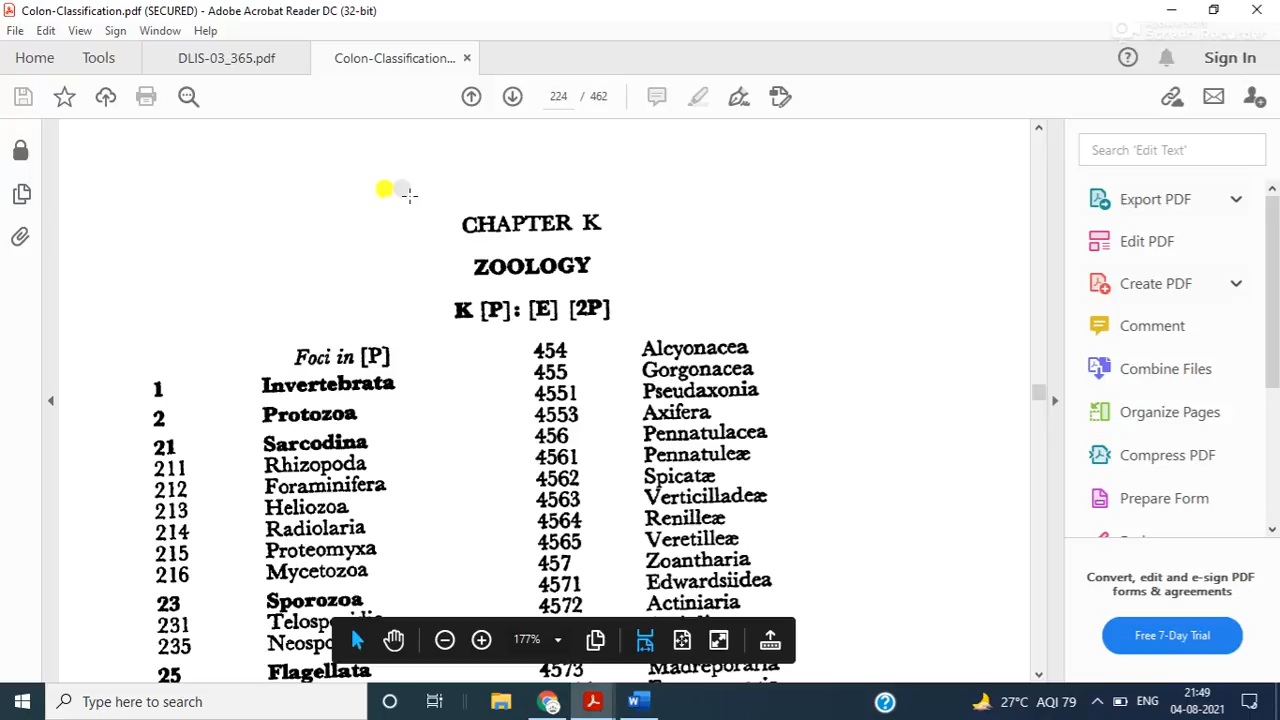 Colon-Classification.pdf (SECURED) - Adobe Acrobat Reader DC (32-bit)
File Edit View Sign Window Help
Home Tools DLIS-03_365.pdf Colon-Classification... × Sign In
224 / 462
CHAPTER K
ZOOLOGY
K [P]: [E] [2P]
Foci in [P]
1 Invertebrata
2 Protozoa
21 Sarcodina
211 Rhizopoda
212 Foraminifera
213 Heliozoa
214 Radiolaria
215 Proteomyxa
216 Mycetozoa
23 Sporozoa
231
235
25 Flagellata
454 Alcyonacea
455 Gorgonacea
4551 Pseudaxonia
4553 Axifera
456 Pennatulacea
4561 Pennatuleæ
4562 Spicatæ
4563 Verticilladeæ
4564 Renilleæ
4565 Veretilleæ
457 Zoantharia
4571 Edwardsiidea
4572 Actiniaria
4573 Madreporaria
177%
Search 'Edit Text'
Export PDF
Edit PDF
Create PDF
Comment
Combine Files
Organize Pages
Compress PDF
Prepare Form
Convert, edit and e-sign PDF
forms & agreements
Free 7-Day Trial
Type here to search
27°C AQI 79 ENG
21:49
04-08-2021